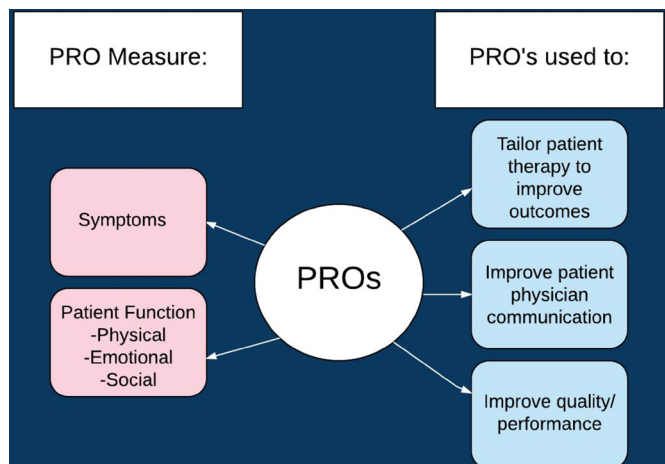 PRO Measure:
PRO's used to:
Symptoms
Patient Function
-Physical
-Emotional
-Social
PROs
Tailor patient
therapy to
improve
outcomes
Improve patient
physician
communication
Improve quality/
performance